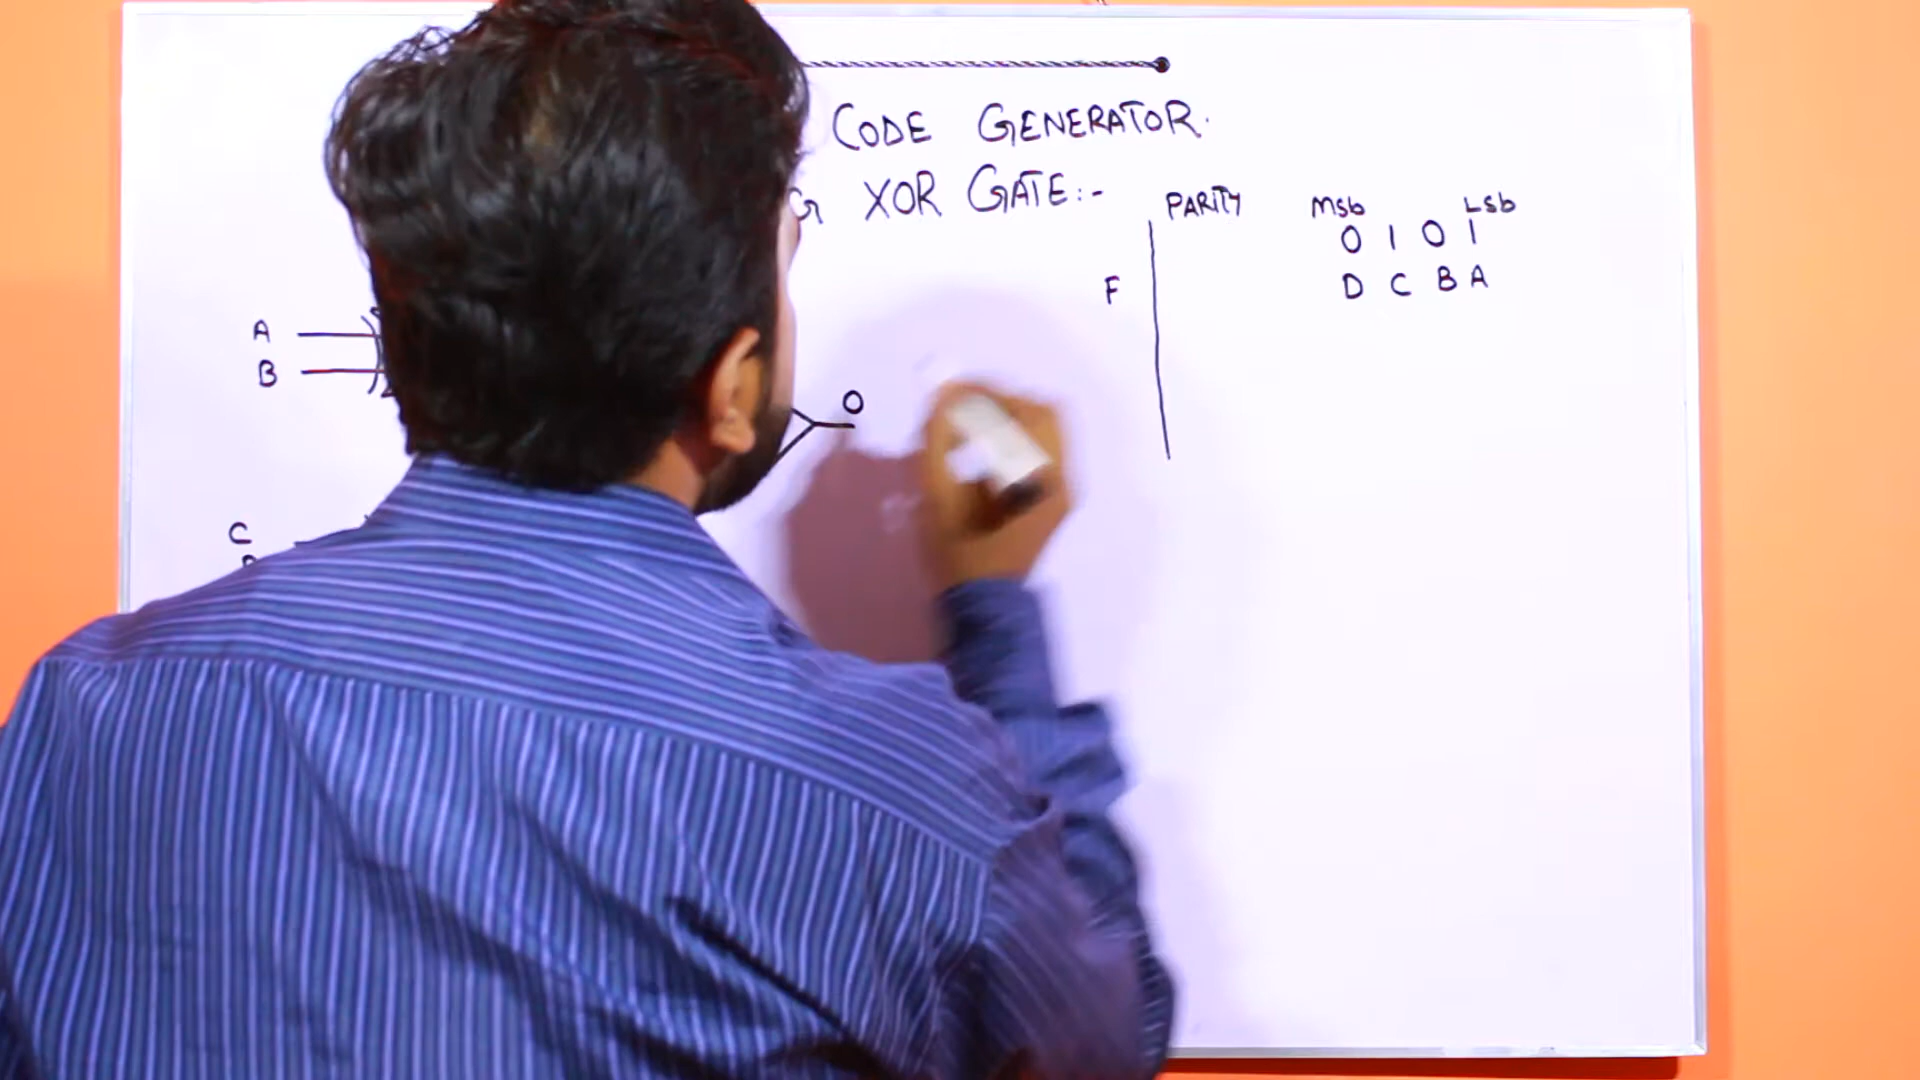 CODE GENERATOR.
G XOR GATE:-
PARITY Msb Lsb
0 1 0 1
F D C B A
A
B
O
C